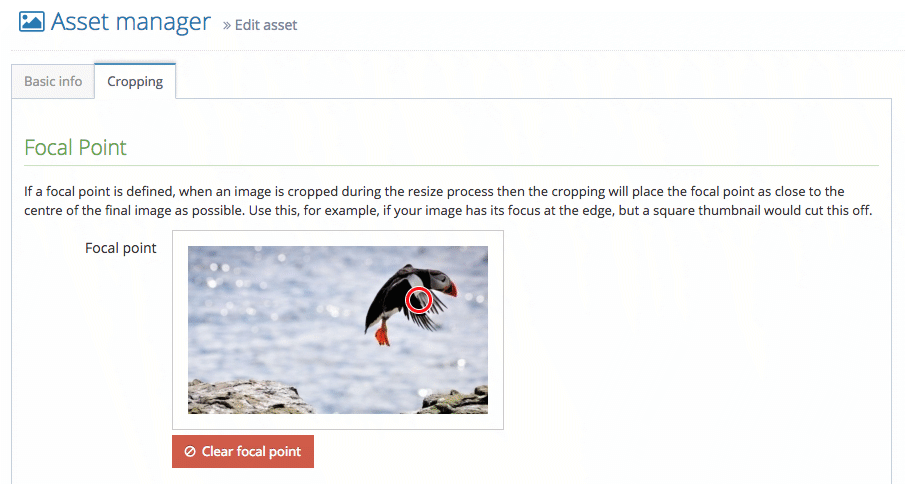 Asset manager » Edit asset
Basic info Cropping
Focal Point
If a focal point is defined, when an image is cropped during the resize process then the cropping will place the focal point as close to the
centre of the final image as possible. Use this, for example, if your image has its focus at the edge, but a square thumbnail would cut this off.
Focal point
Clear focal point